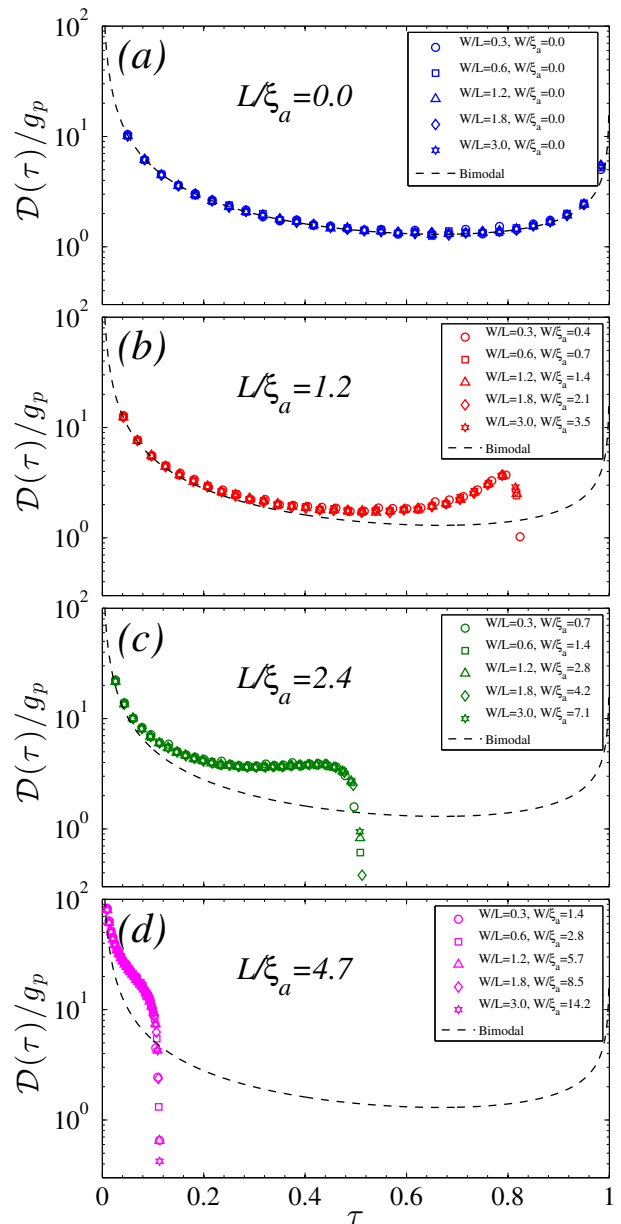 (a)
L/ξa=0.0
W/L=0.3, W/ξa=0.0
W/L=0.6, W/ξa=0.0
W/L=1.2, W/ξa=0.0
W/L=1.8, W/ξa=0.0
W/L=3.0, W/ξa=0.0
Bimodal
D(τ)/gp
10^2
10^1
10^0
2
(b)
L/ξa=1.2
W/L=0.3, W/ξa=0.4
W/L=0.6, W/ξa=0.7
W/L=1.2, W/ξa=1.4
W/L=1.8, W/ξa=2.1
W/L=3.0, W/ξa=3.5
Bimodal
D(τ)/gp
10
10^1
10^0
2
(c)
L/ξa=2.4
W/L=0.3, W/ξa=0.7
W/L=0.6, W/ξa=1.4
W/L=1.2, W/ξa=2.8
W/L=1.8, W/ξa=4.2
W/L=3.0, W/ξa=7.1
Bimodal
D(τ)/gp
10
10^1
10^0
2
(d)
L/ξa=4.7
W/L=0.3, W/ξa=1.4
W/L=0.6, W/ξa=2.8
W/L=1.2, W/ξa=5.7
W/L=1.8, W/ξa=8.5
W/L=3.0, W/ξa=14.2
Bimodal
D(τ)/gp
10
10^1
10^0
0 0.2 0.4 0.6 0.8 1
τ